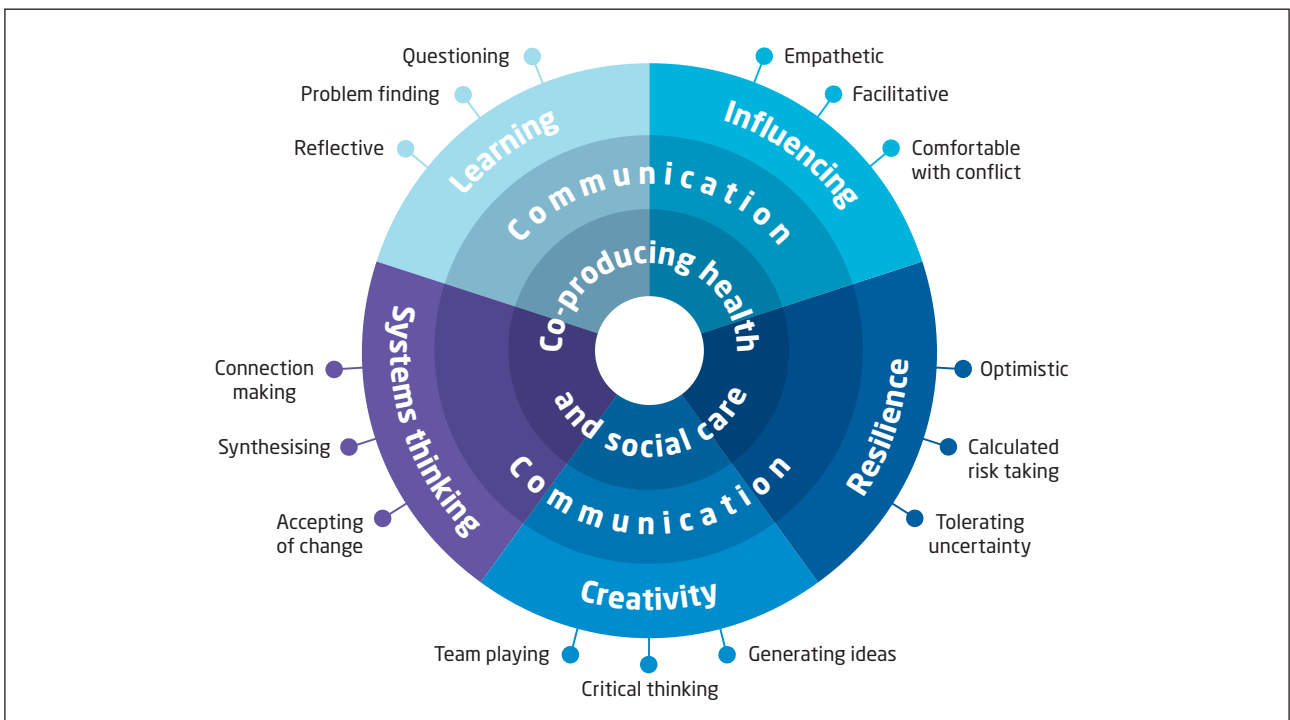 Questioning
Problem finding
Reflective
Empathetic
Facilitative
Comfortable
with conflict
Learning
Influencing
Communication
Co-producing health
and social care
Communication
Systems thinking
Resilience
Creativity
Connection
making
Synthesising
Accepting
of change
Optimistic
Calculated
risk taking
Tolerating
uncertainty
Team playing
Critical thinking
Generating ideas